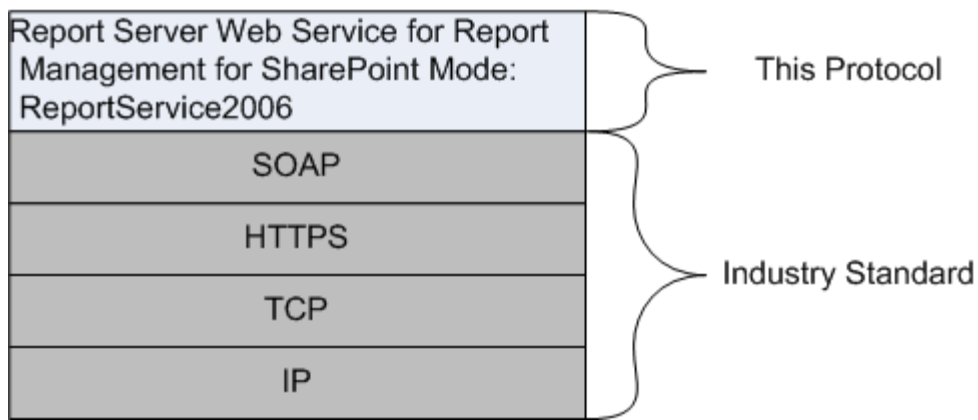 Report Server Web Service for Report
Management for SharePoint Mode:
ReportService2006
This Protocol
SOAP
HTTPS
TCP
IP
Industry Standard